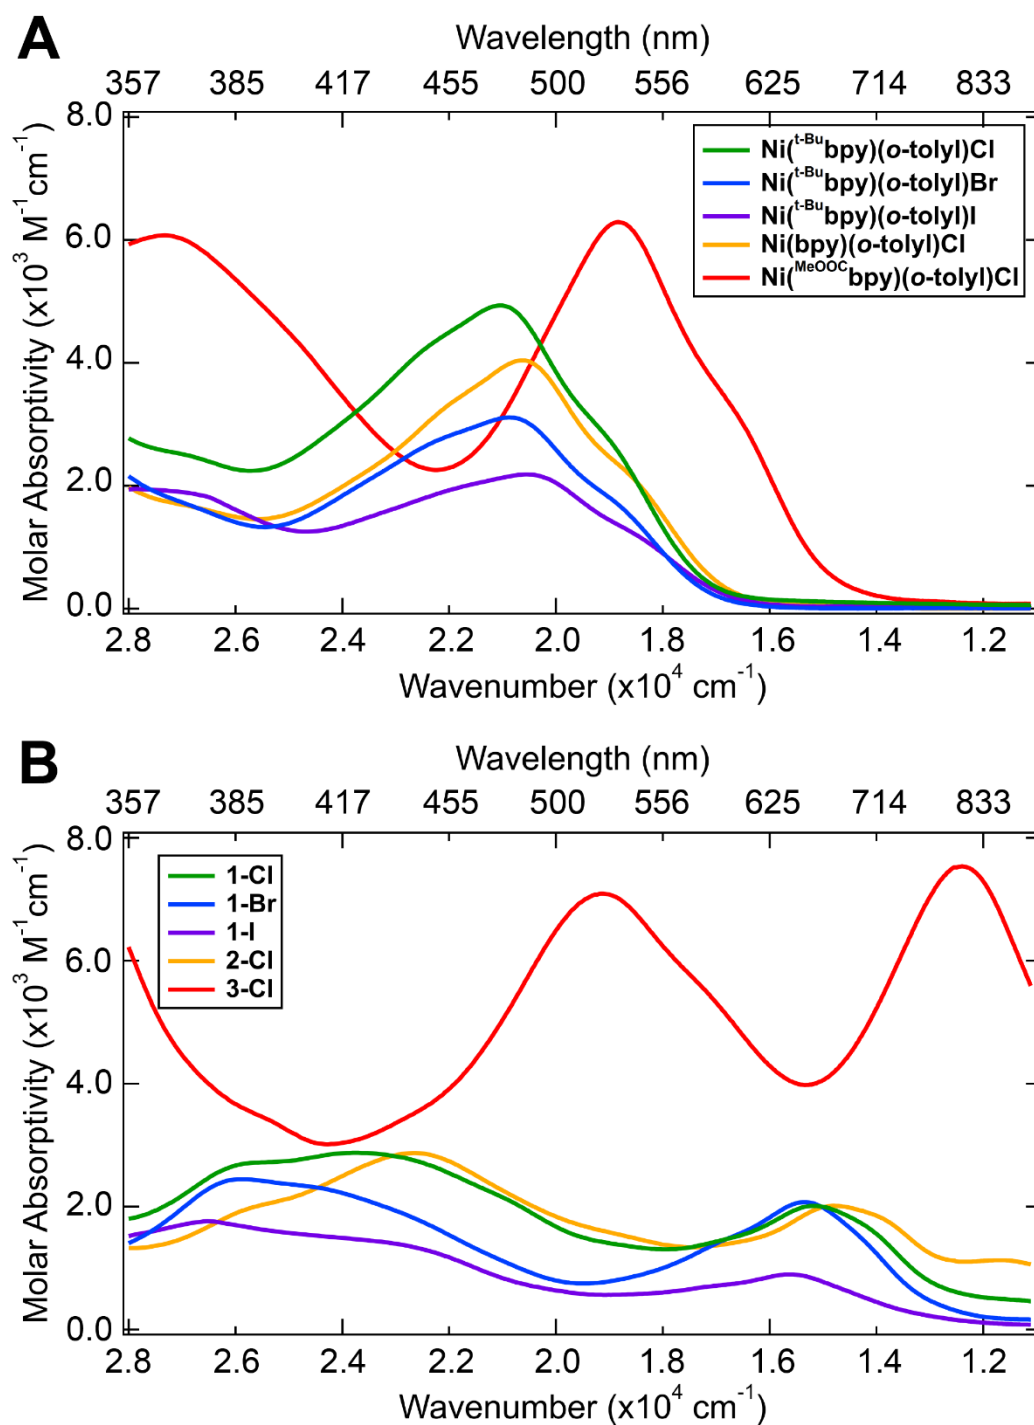 A
Wavelength (nm)
357 385 417 455 500 556 625 714 833
8.0
6.0
4.0
2.0
0.0
Molar Absorptivity (x10³ M⁻¹cm⁻¹)
Ni(ᵗ⁻ᴮᵘbpy)(o-tolyl)Cl
Ni(ᵗ⁻ᴮᵘbpy)(o-tolyl)Br
Ni(ᵗ⁻ᴮᵘbpy)(o-tolyl)I
Ni(bpy)(o-tolyl)Cl
Ni(ᴹᵉᴼᴼᶜbpy)(o-tolyl)Cl
2.8 2.6 2.4 2.2 2.0 1.8 1.6 1.4 1.2
Wavenumber (x10⁴ cm⁻¹)
B
Wavelength (nm)
357 385 417 455 500 556 625 714 833
8.0
6.0
4.0
2.0
0.0
Molar Absorptivity (x10³ M⁻¹cm⁻¹)
1-Cl
1-Br
1-I
2-Cl
3-Cl
2.8 2.6 2.4 2.2 2.0 1.8 1.6 1.4 1.2
Wavenumber (x10⁴ cm⁻¹)